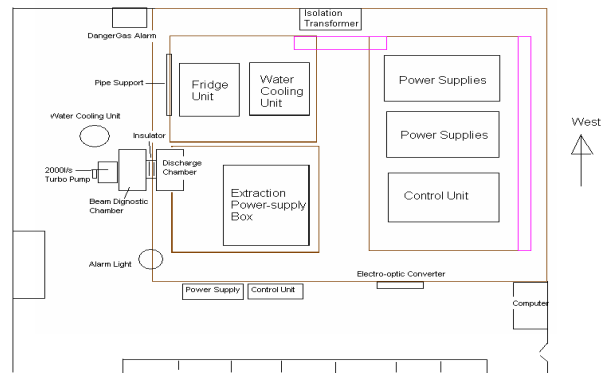 Isolation
Transformer
DangerGas Alarm
Pipe Support
Fridge
Unit
Water
Cooling
Unit
Power Supplies
Water Cooling Unit
Insulator
Power Supplies
West
Discharge
Chamber
2000l/s
Turbo Pump
Beam Dignostic
Chamber
Extraction
Power-supply
Box
Control Unit
Alarm Light
Electro-optic Converter
Power Supply
Control Unit
Computer